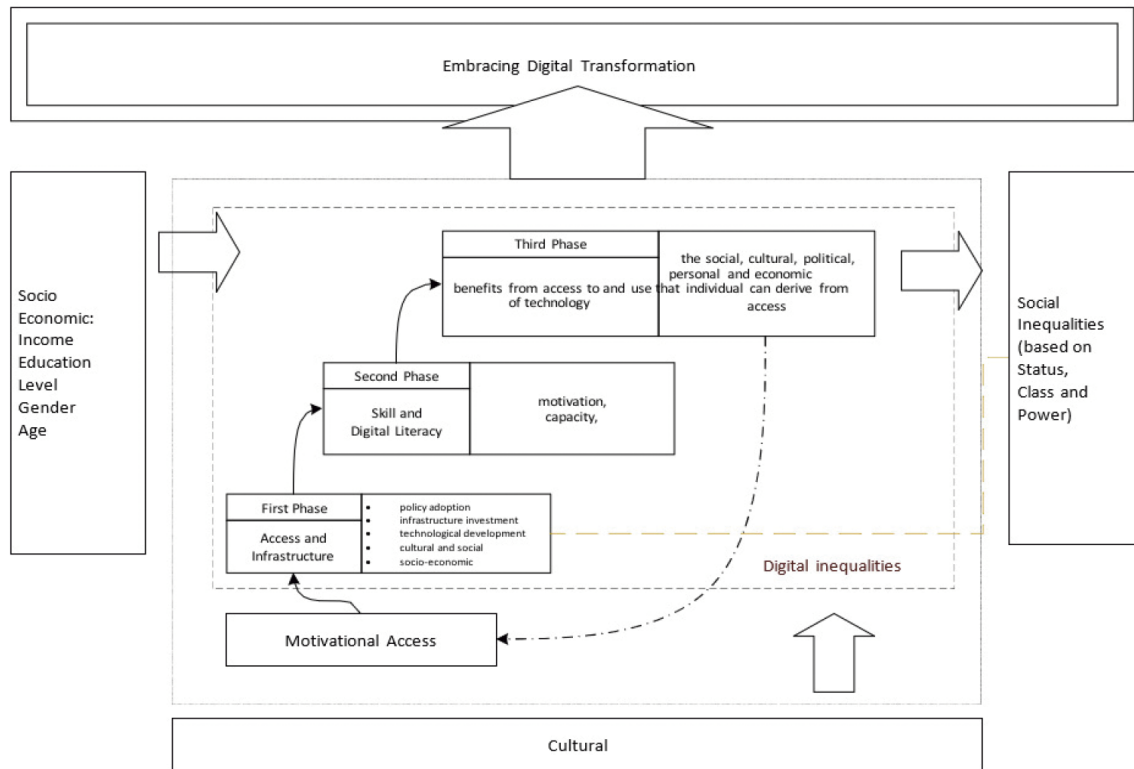 Embracing Digital Transformation
Socio
Economic:
Income
Education
Level
Gender
Age
Third Phase
benefits from access to and use
of technology
the social, cultural, political,
personal and economic
that individual can derive from
access
Second Phase
Skill and
Digital Literacy
motivation,
capacity,
First Phase
Access and
Infrastructure
• policy adoption
• infrastructure investment
• technological development
• cultural and social
• socio-economic
Digital inequalities
Motivational Access
Social
Inequalities
(based on
Status,
Class and
Power)
Cultural